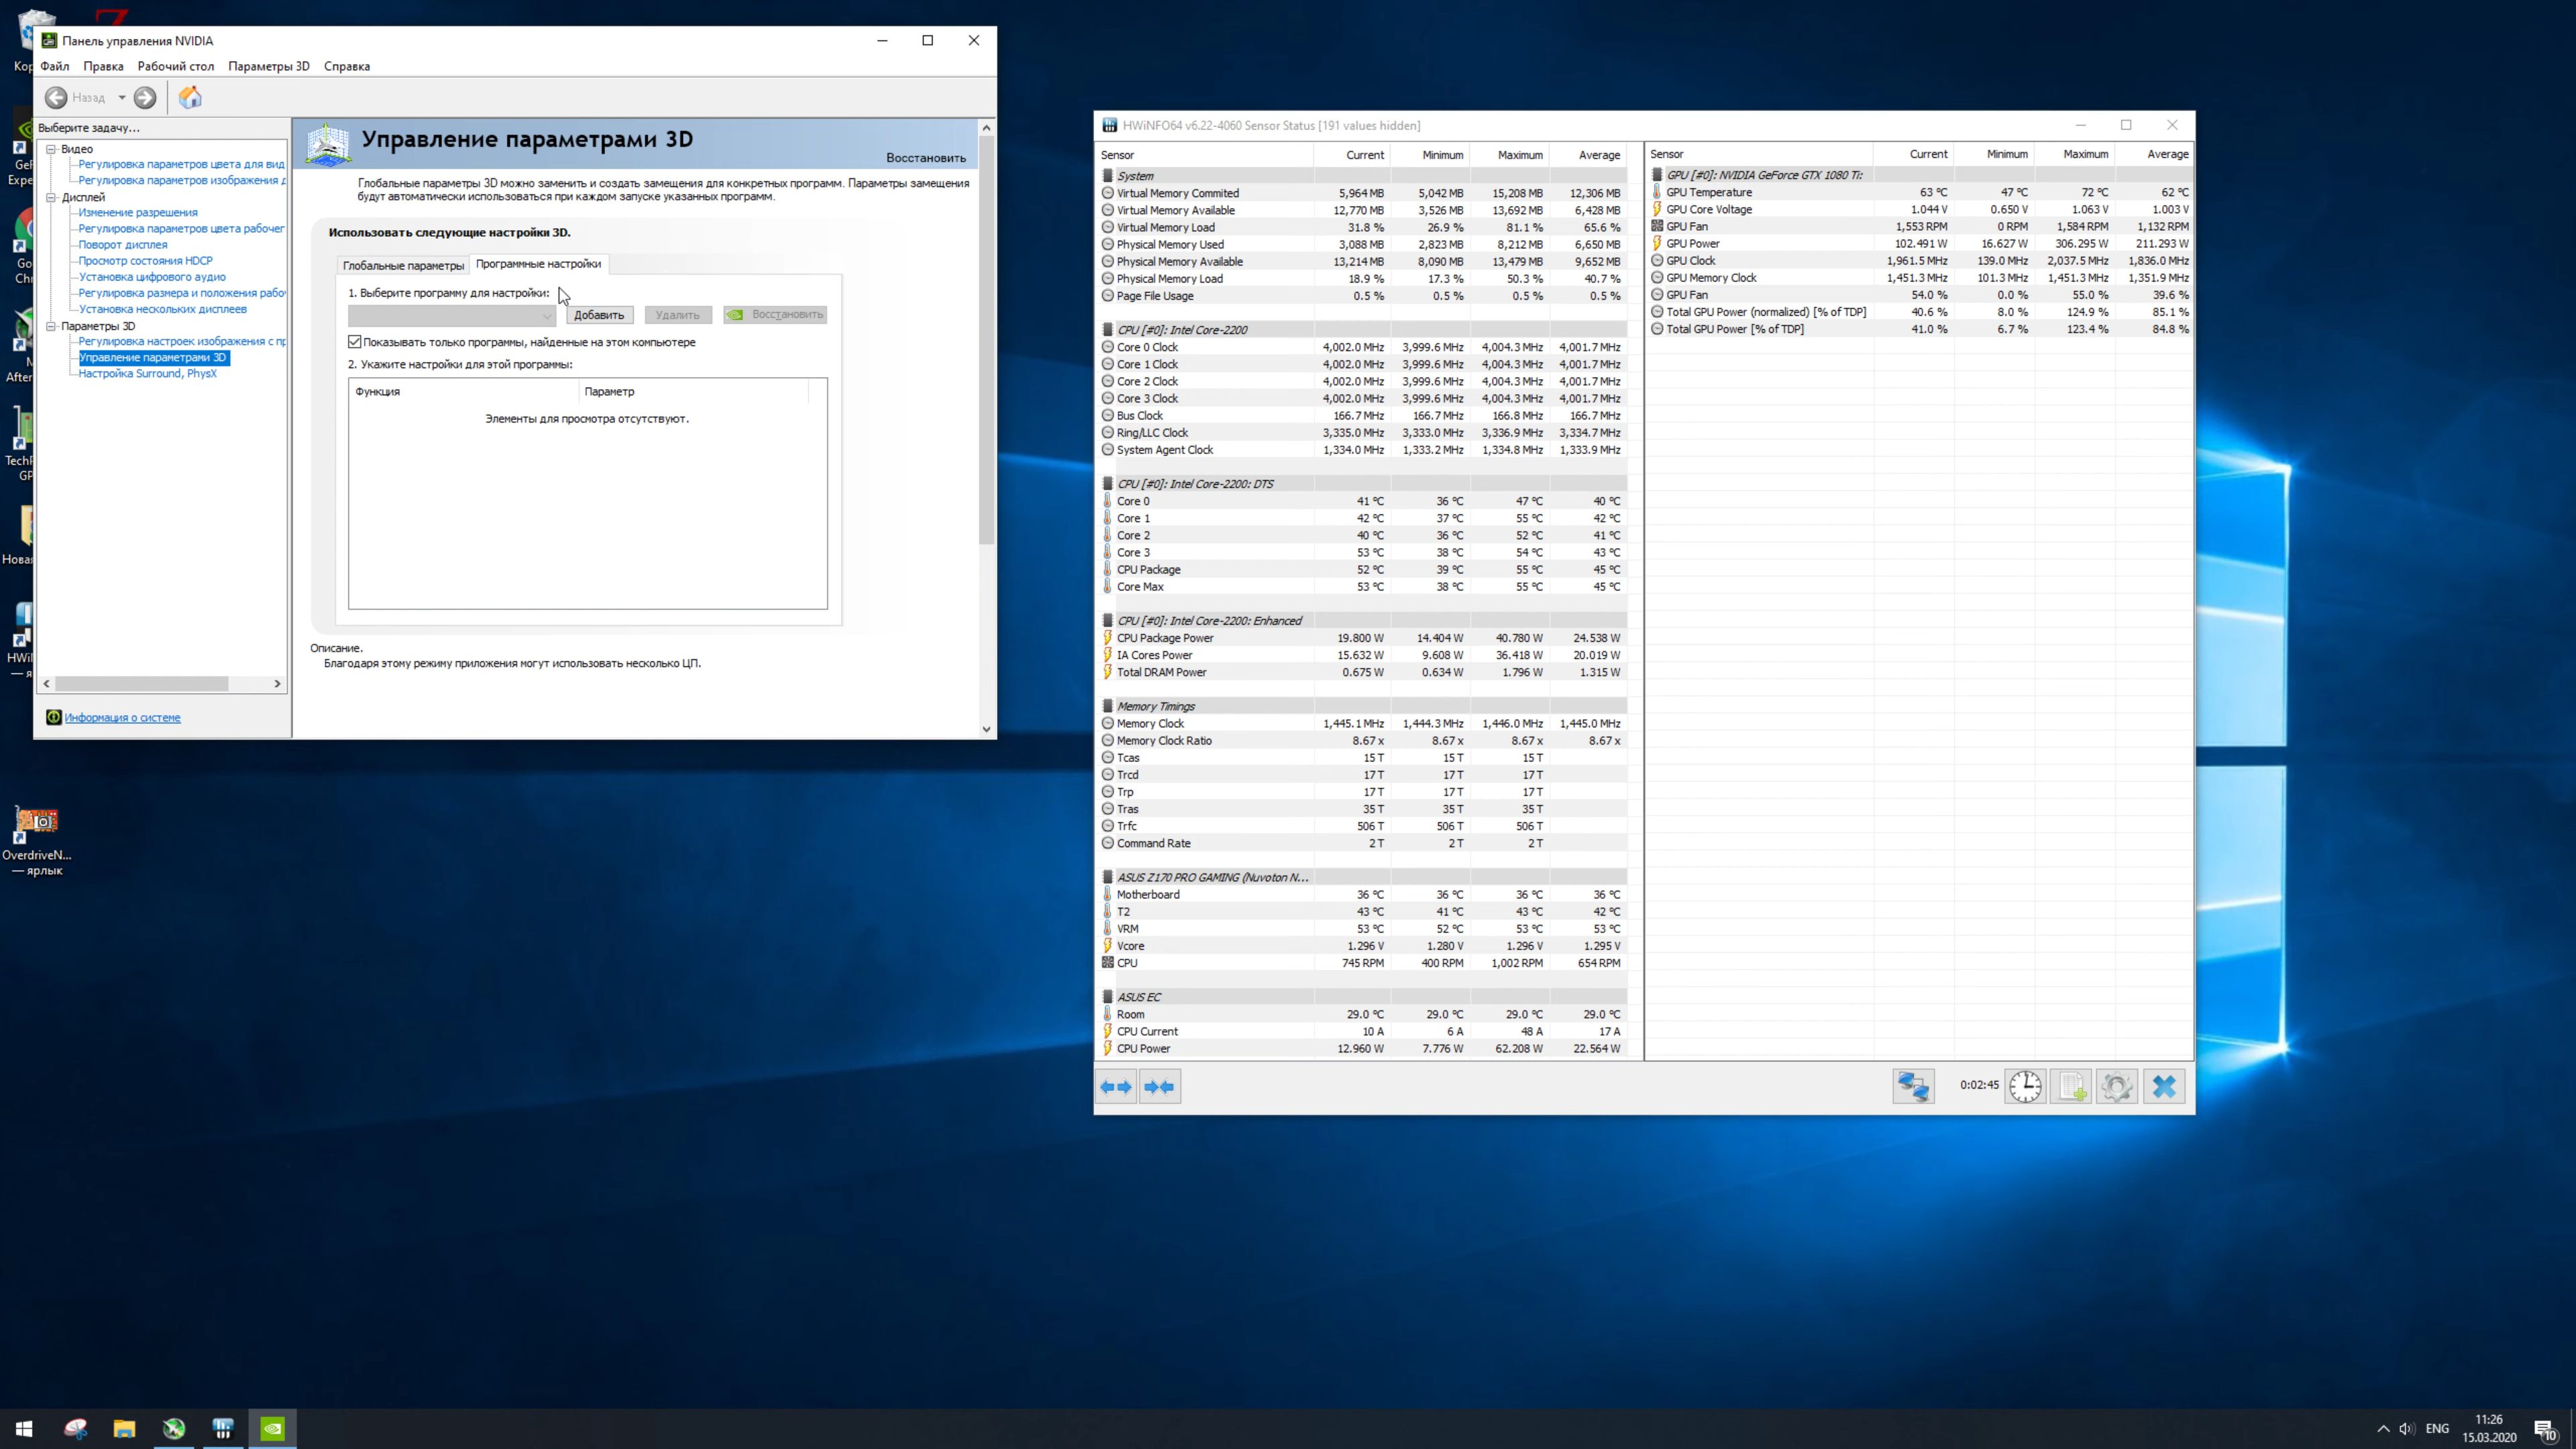 Панель управления NVIDIA
Файл Правка Рабочий стол Параметры 3D Справка
Назад
Выберите задачу...
Видео
Регулировка параметров цвета для вид
Регулировка параметров изображения д
Дисплей
Изменение разрешения
Регулировка параметров цвета рабочег
Поворот дисплея
Просмотр состояния HDCP
Установка цифрового аудио
Регулировка размера и положения рабо
Установка нескольких дисплеев
Параметры 3D
Регулировка настроек изображения с пр
Управление параметрами 3D
Настройка Surround, PhysX
Информация о системе
Управление параметрами 3D
Восстановить
Глобальные параметры 3D можно заменить и создать замещения для конкретных программ. Параметры замещения
будут автоматически использоваться при каждом запуске указанных программ.
Использовать следующие настройки 3D.
Глобальные параметры Программные настройки
1. Выберите программу для настройки:
Добавить Удалить Восстановить
Показывать только программы, найденные на этом компьютере
2. Укажите настройки для этой программы:
Функция Параметр
Элементы для просмотра отсутствуют.
Описание.
Благодаря этому режиму приложения могут использовать несколько ЦП.
Кор
Ge
Expe
Go
Chr
M
After
TechP
GP
Новая
HWi
— я
OverdriveN...
— ярлык
HWiNFO64 v6.22-4060 Sensor Status [191 values hidden]
Sensor Current Minimum Maximum Average
System
Virtual Memory Commited 5,964 MB 5,042 MB 15,208 MB 12,306 MB
Virtual Memory Available 12,770 MB 3,526 MB 13,692 MB 6,428 MB
Virtual Memory Load 31.8 % 26.9 % 81.1 % 65.6 %
Physical Memory Used 3,088 MB 2,823 MB 8,212 MB 6,650 MB
Physical Memory Available 13,214 MB 8,090 MB 13,479 MB 9,652 MB
Physical Memory Load 18.9 % 17.3 % 50.3 % 40.7 %
Page File Usage 0.5 % 0.5 % 0.5 % 0.5 %
CPU [#0]: Intel Core-2200
Core 0 Clock 4,002.0 MHz 3,999.6 MHz 4,004.3 MHz 4,001.7 MHz
Core 1 Clock 4,002.0 MHz 3,999.6 MHz 4,004.3 MHz 4,001.7 MHz
Core 2 Clock 4,002.0 MHz 3,999.6 MHz 4,004.3 MHz 4,001.7 MHz
Core 3 Clock 4,002.0 MHz 3,999.6 MHz 4,004.3 MHz 4,001.7 MHz
Bus Clock 166.7 MHz 166.7 MHz 166.8 MHz 166.7 MHz
Ring/LLC Clock 3,335.0 MHz 3,333.0 MHz 3,336.9 MHz 3,334.7 MHz
System Agent Clock 1,334.0 MHz 1,333.2 MHz 1,334.8 MHz 1,333.9 MHz
CPU [#0]: Intel Core-2200: DTS
Core 0 41 °C 36 °C 47 °C 40 °C
Core 1 42 °C 37 °C 55 °C 42 °C
Core 2 40 °C 36 °C 52 °C 41 °C
Core 3 53 °C 38 °C 54 °C 43 °C
CPU Package 52 °C 39 °C 55 °C 45 °C
Core Max 53 °C 38 °C 55 °C 45 °C
CPU [#0]: Intel Core-2200: Enhanced
CPU Package Power 19.800 W 14.404 W 40.780 W 24.538 W
IA Cores Power 15.632 W 9.608 W 36.418 W 20.019 W
Total DRAM Power 0.675 W 0.634 W 1.796 W 1.315 W
Memory Timings
Memory Clock 1,445.1 MHz 1,444.3 MHz 1,446.0 MHz 1,445.0 MHz
Memory Clock Ratio 8.67 x 8.67 x 8.67 x 8.67 x
Tcas 15 T 15 T 15 T
Trcd 17 T 17 T 17 T
Trp 17 T 17 T 17 T
Tras 35 T 35 T 35 T
Trfc 506 T 506 T 506 T
Command Rate 2 T 2 T 2 T
ASUS Z170 PRO GAMING (Nuvoton N...
Motherboard 36 °C 36 °C 36 °C 36 °C
T2 43 °C 41 °C 43 °C 42 °C
VRM 53 °C 52 °C 53 °C 53 °C
Vcore 1.296 V 1.280 V 1.296 V 1.295 V
CPU 745 RPM 400 RPM 1,002 RPM 654 RPM
ASUS EC
Room 29.0 °C 29.0 °C 29.0 °C 29.0 °C
CPU Current 10 A 6 A 48 A 17 A
CPU Power 12.960 W 7.776 W 62.208 W 22.564 W
Sensor Current Minimum Maximum Average
GPU [#0]: NVIDIA GeForce GTX 1080 Ti:
GPU Temperature 63 °C 47 °C 72 °C 62 °C
GPU Core Voltage 1.044 V 0.650 V 1.063 V 1.003 V
GPU Fan 1,553 RPM 0 RPM 1,584 RPM 1,132 RPM
GPU Power 102.491 W 16.627 W 306.295 W 211.293 W
GPU Clock 1,961.5 MHz 139.0 MHz 2,037.5 MHz 1,836.0 MHz
GPU Memory Clock 1,451.3 MHz 101.3 MHz 1,451.3 MHz 1,351.9 MHz
GPU Fan 54.0 % 0.0 % 55.0 % 39.6 %
Total GPU Power (normalized) [% of TDP] 40.6 % 8.0 % 124.9 % 85.1 %
Total GPU Power [% of TDP] 41.0 % 6.7 % 123.4 % 84.8 %
0:02:45
ENG
11:26
15.03.2020
10